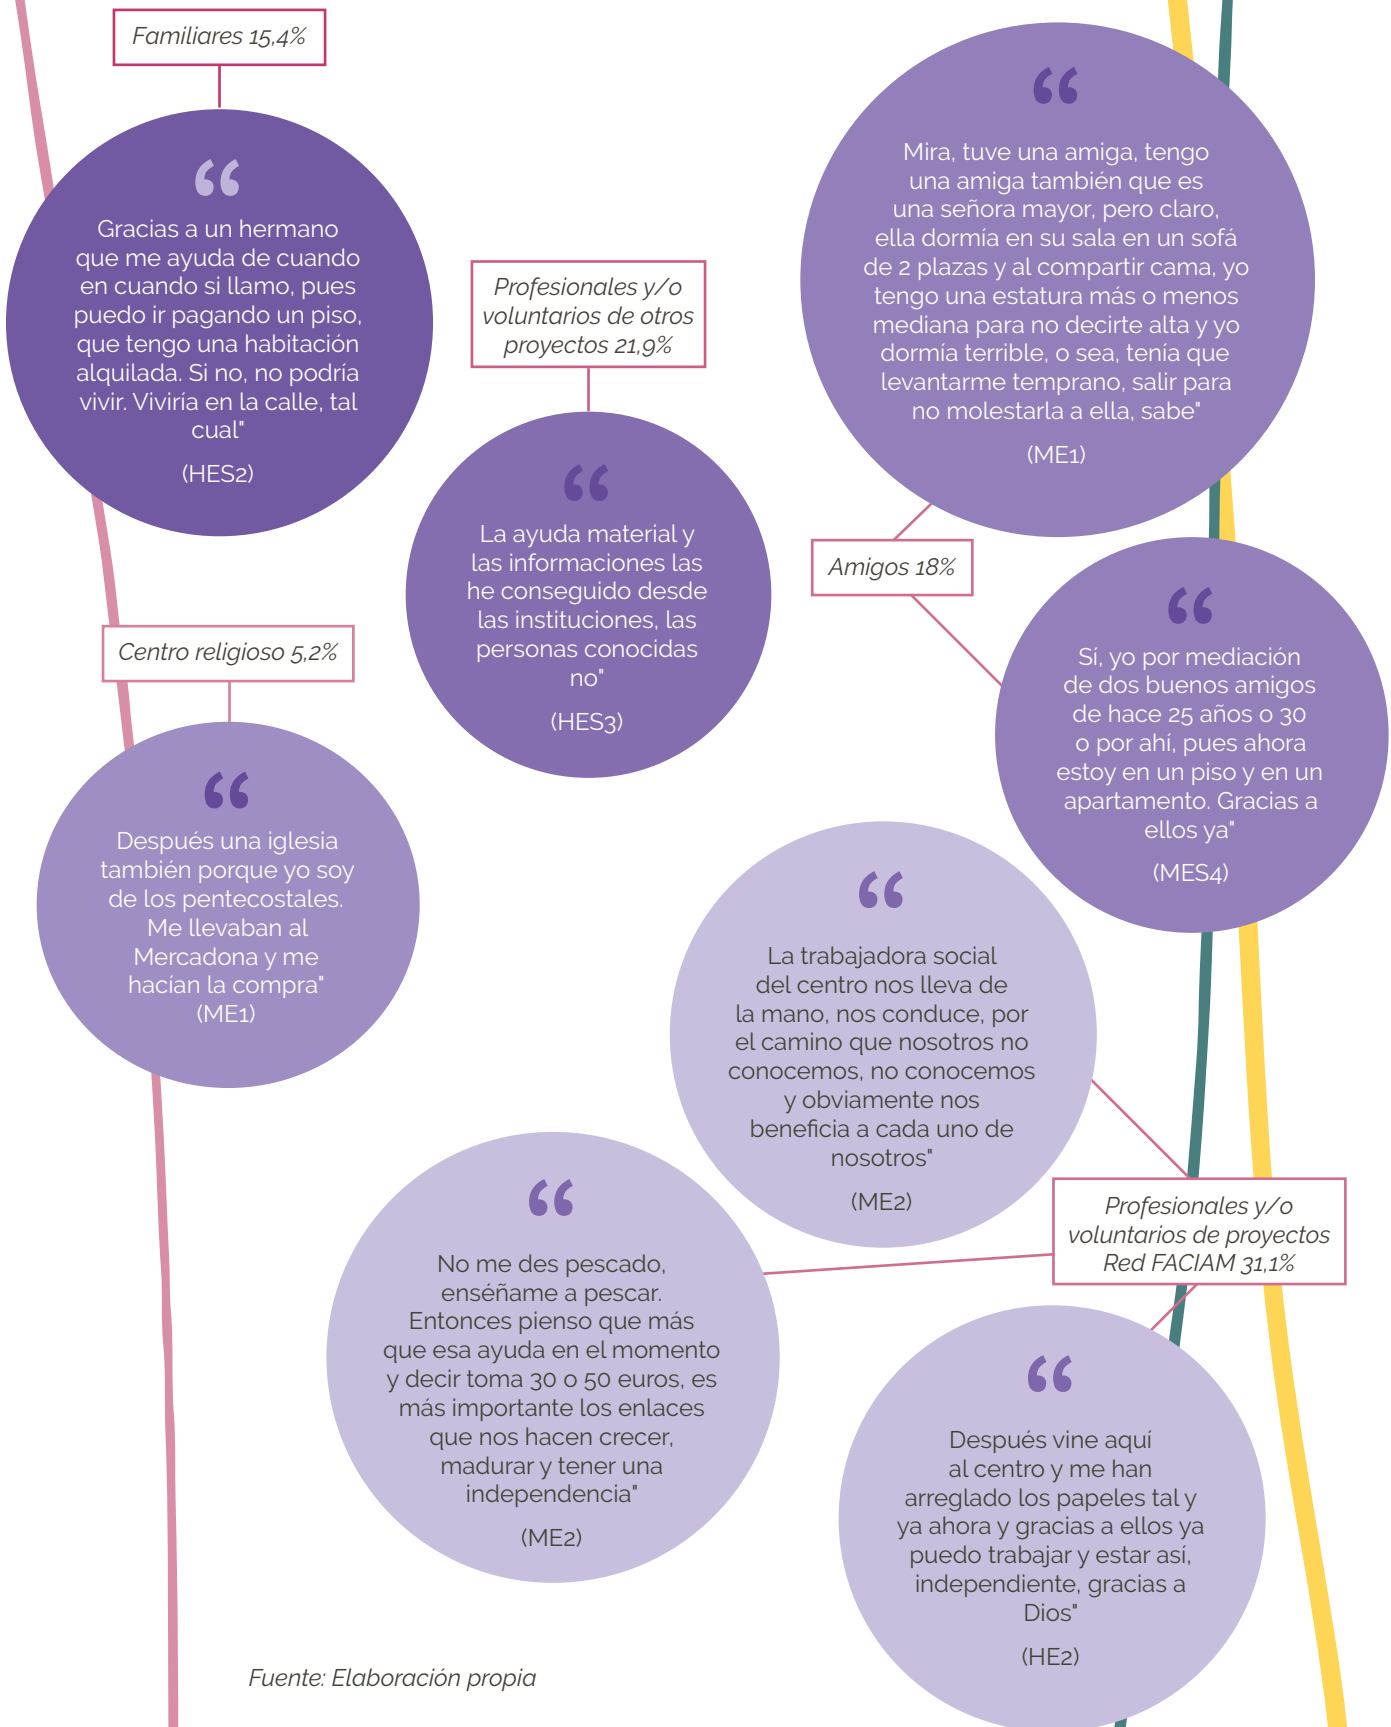 Familiares 15,4%
“
Gracias a un hermano
que me ayuda de cuando
en cuando si llamo, pues
puedo ir pagando un piso,
que tengo una habitación
alquilada. Si no, no podría
vivir. Viviría en la calle, tal
cual"
(HES2)
Profesionales y/o
voluntarios de otros
proyectos 21,9%
“
La ayuda material y
las informaciones las
he conseguido desde
las instituciones, las
personas conocidas
no"
(HES3)
“
Mira, tuve una amiga, tengo
una amiga también que es
una señora mayor, pero claro,
ella dormía en su sala en un sofá
de 2 plazas y al compartir cama, yo
tengo una estatura más o menos
mediana para no decirte alta y yo
dormía terrible, o sea, tenía que
levantarme temprano, salir para
no molestarla a ella, sabe"
(ME1)
Amigos 18%
“
Sí, yo por mediación
de dos buenos amigos
de hace 25 años o 30
o por ahí, pues ahora
estoy en un piso y en un
apartamento. Gracias a
ellos ya"
(MES4)
Centro religioso 5,2%
“
Después una iglesia
también porque yo soy
de los pentecostales.
Me llevaban al
Mercadona y me
hacían la compra"
(ME1)
“
La trabajadora social
del centro nos lleva de
la mano, nos conduce, por
el camino que nosotros no
conocemos, no conocemos
y obviamente nos
beneficia a cada uno de
nosotros"
(ME2)
Profesionales y/o
voluntarios de proyectos
Red FACIAM 31,1%
“
No me des pescado,
enséñame a pescar.
Entonces pienso que más
que esa ayuda en el momento
y decir toma 30 o 50 euros, es
más importante los enlaces
que nos hacen crecer,
madurar y tener una
independencia"
(ME2)
“
Después vine aquí
al centro y me han
arreglado los papeles tal y
ya ahora y gracias a ellos ya
puedo trabajar y estar así,
independiente, gracias a
Dios"
(HE2)
Fuente: Elaboración propia